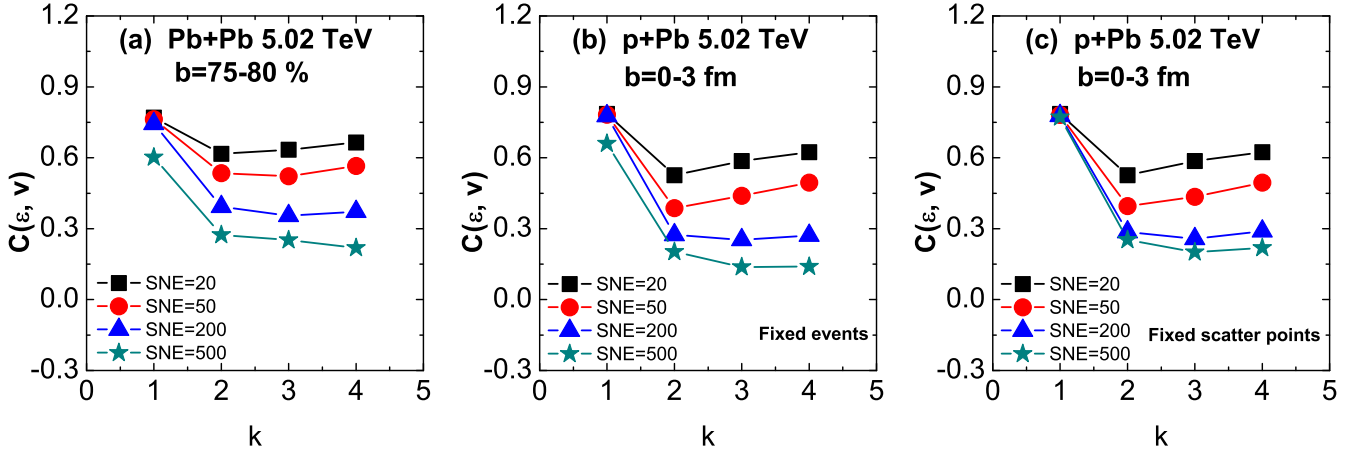 (a) Pb+Pb 5.02 TeV
b=75-80 %
1.2
0.9
0.6
0.3
0.0
-0.3
C(ε, v)
SNE=20
SNE=50
SNE=200
SNE=500
0 1 2 3 4 5
k
(b) p+Pb 5.02 TeV
b=0-3 fm
1.2
0.9
0.6
0.3
0.0
-0.3
C(ε, v)
SNE=20
SNE=50
SNE=200
SNE=500
Fixed events
0 1 2 3 4 5
k
(c) p+Pb 5.02 TeV
b=0-3 fm
1.2
0.9
0.6
0.3
0.0
-0.3
C(ε, v)
SNE=20
SNE=50
SNE=200
SNE=500
Fixed scatter points
0 1 2 3 4 5
k